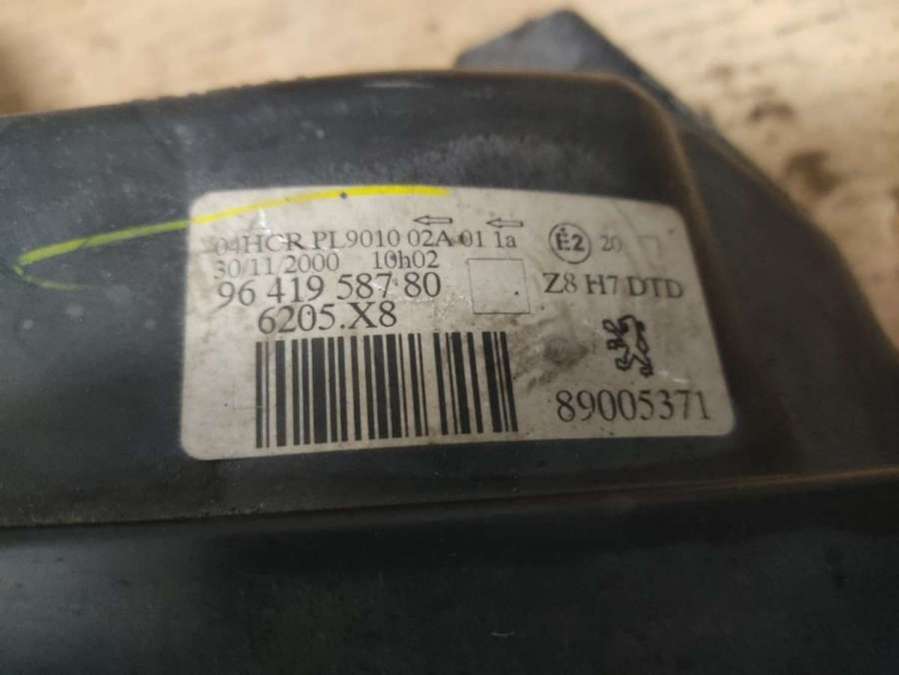 04HCR PL9010 02A 01 1a
E2 20
30/11/2000 10h02
96 419 587 80
Z8 H7 DTD
6205.X8
89005371